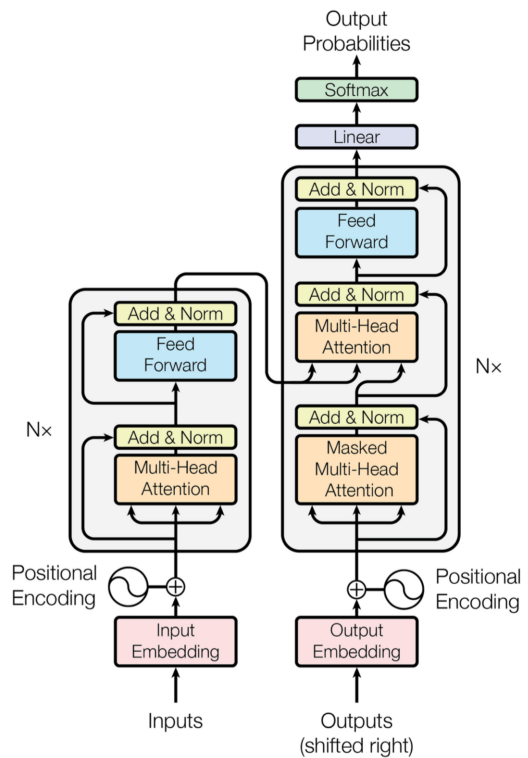 Output
Probabilities
Softmax
Linear
Add & Norm
Feed
Forward
Add & Norm
Multi-Head
Attention
Add & Norm
Masked
Multi-Head
Attention
N×
Add & Norm
Feed
Forward
Add & Norm
Multi-Head
Attention
N×
Positional
Encoding
Positional
Encoding
Input
Embedding
Output
Embedding
Inputs
Outputs
(shifted right)